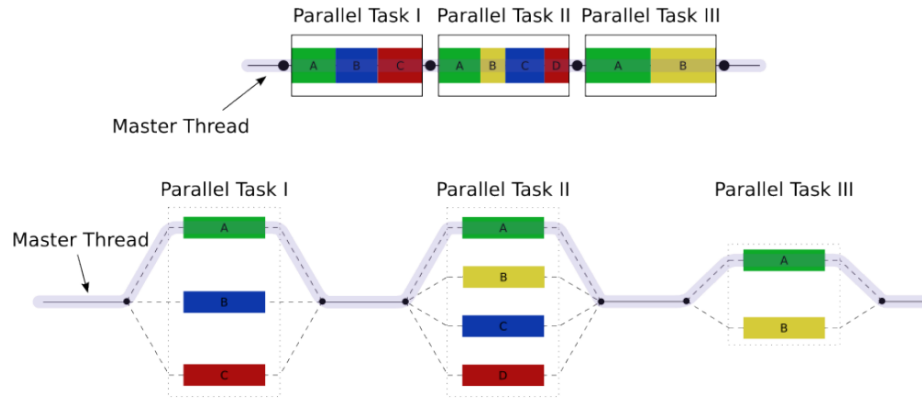 Parallel Task I Parallel Task II Parallel Task III
A B C A B C D A B
Master Thread
Parallel Task I Parallel Task II Parallel Task III
Master Thread
A A A
B B
B C B
C D